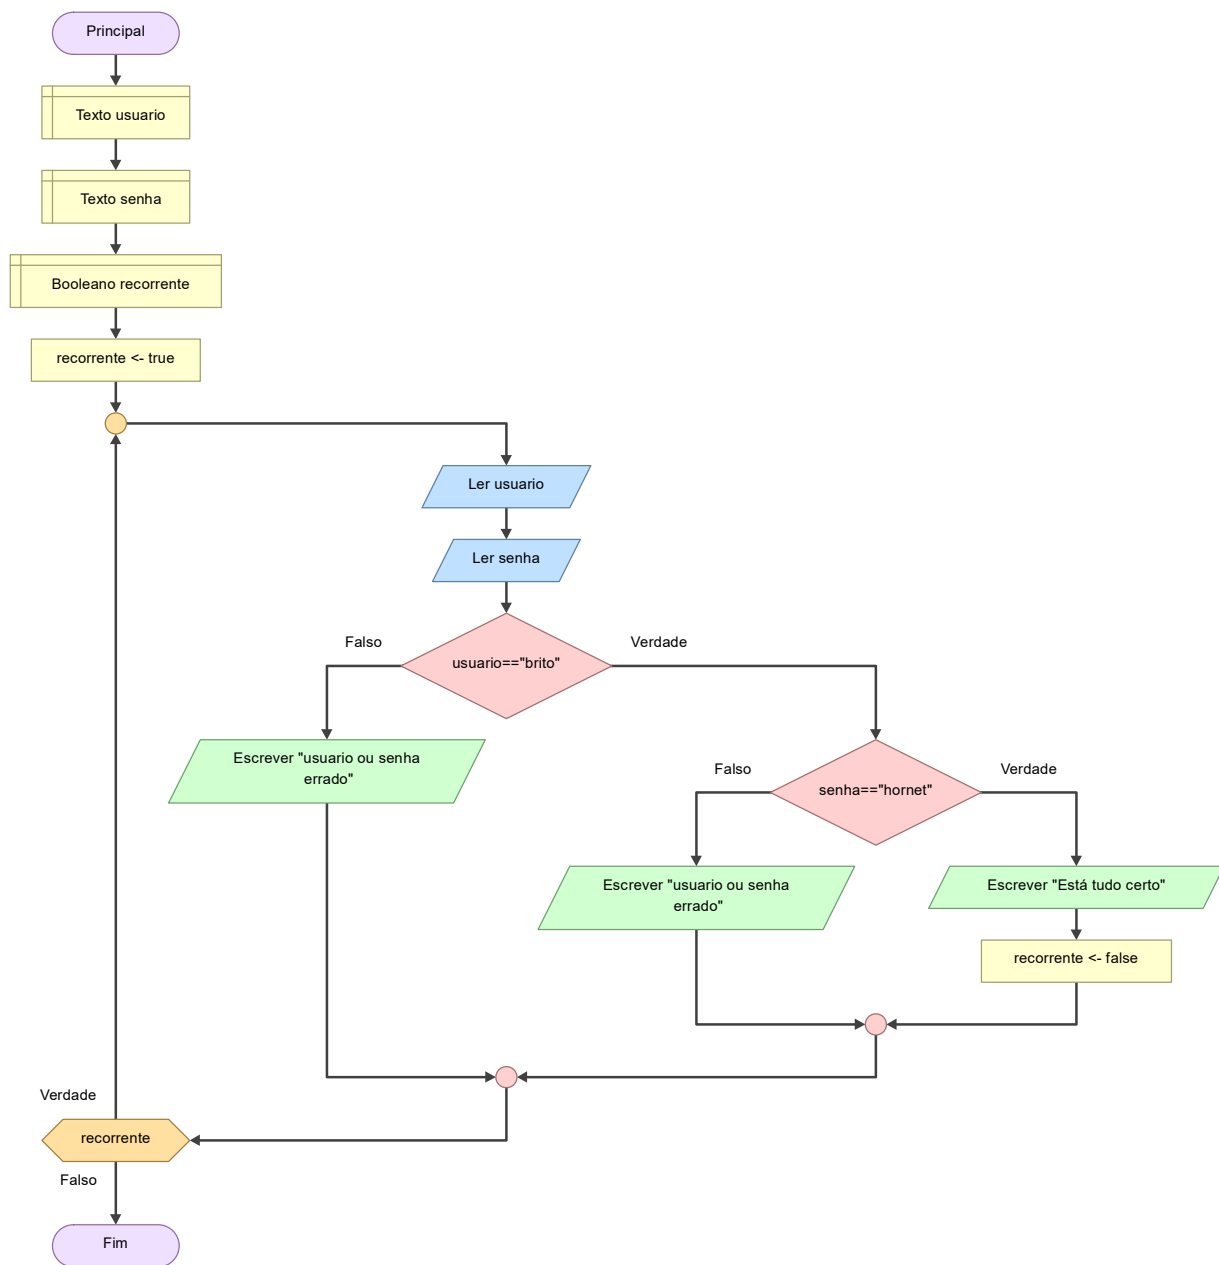 Principal
Texto usuario
Texto senha
Booleano recorrente
recorrente <- true
Ler usuario
Ler senha
Falso
Verdade
usuario=="brito"
Escrever "usuario ou senha
errado"
Falso
Verdade
senha=="hornet"
Escrever "usuario ou senha
errado"
Escrever "Está tudo certo"
recorrente <- false
Verdade
recorrente
Falso
Fim